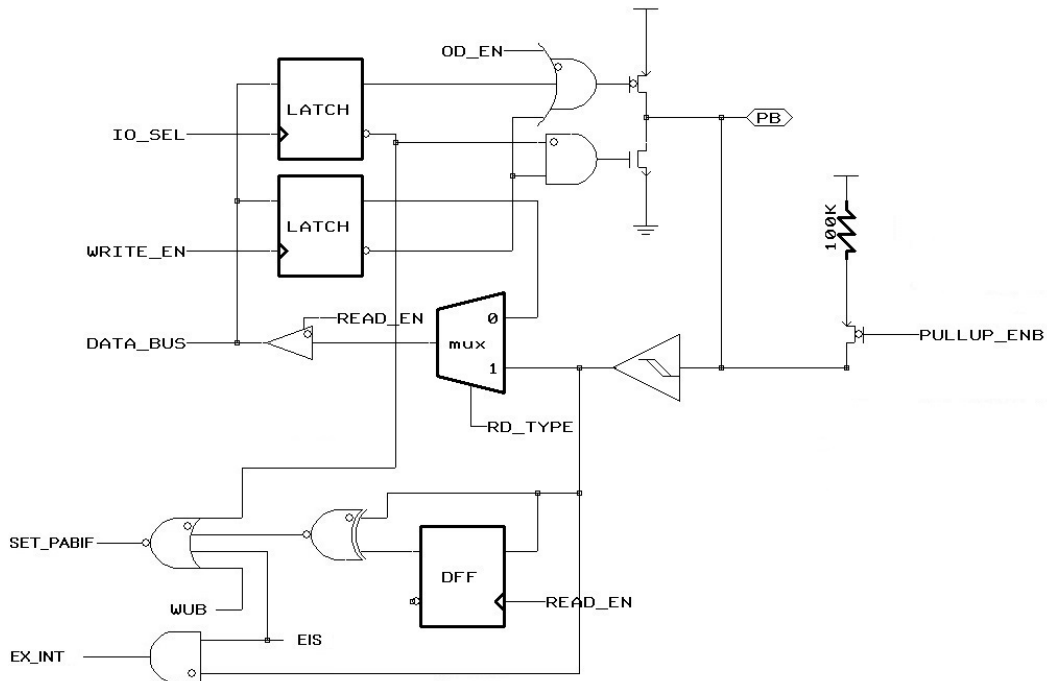 OD_EN
LATCH
IO_SEL
PB
LATCH
WRITE_EN
100K
READ_EN
0
DATA_BUS
mux
PULLUP_ENB
1
RD_TYPE
SET_PABIF
DFF
READ_EN
WUB
EIS
EX_INT